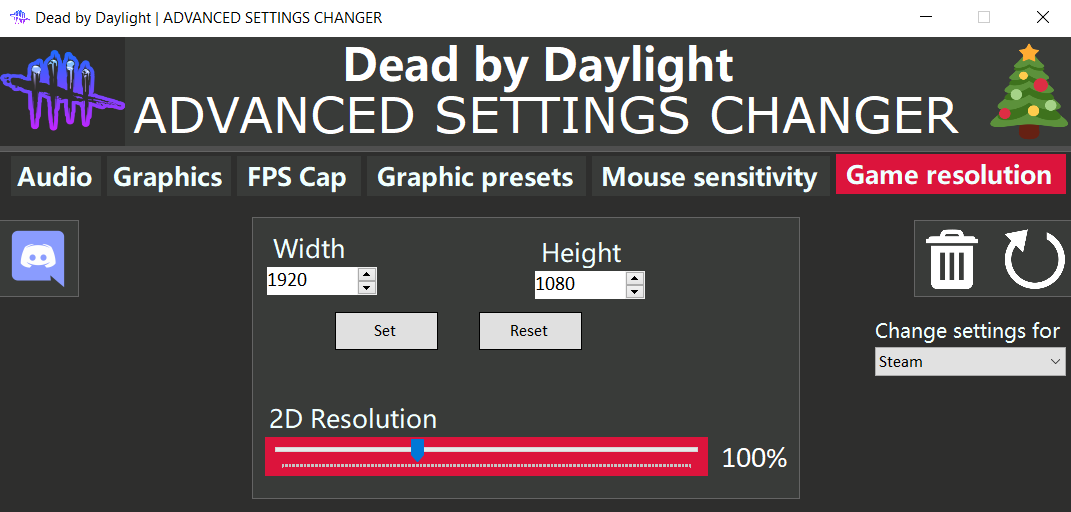 Dead by Daylight | ADVANCED SETTINGS CHANGER
Dead by Daylight
ADVANCED SETTINGS CHANGER
Audio Graphics FPS Cap Graphic presets Mouse sensitivity Game resolution
Width Height
1920 1080
Set Reset
Change settings for
Steam
2D Resolution
100%